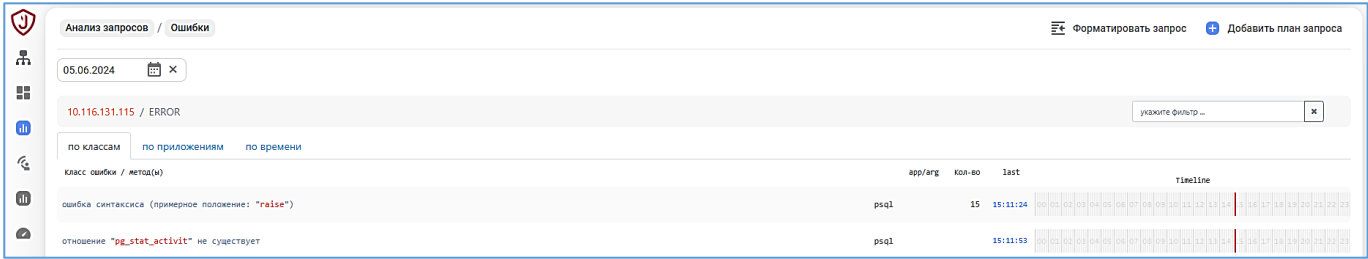 Анализ запросов / Ошибки Форматировать запрос Добавить план запроса
05.06.2024
10.116.131.115 / ERROR укажите фильтр ...
по классам по приложениям по времени
Класс ошибки / метод(ы) app/arg Кол-во last Timeline
ошибка синтаксиса (примерное положение: "raise") psql 15 15:11:24 00 01 02 03 04 05 06 07 08 09 10 11 12 13 14 15 16 17 18 19 20 21 22 23
отношение "pg_stat_activit" не существует psql 15:11:53 00 01 02 03 04 05 06 07 08 09 10 11 12 13 14 15 16 17 18 19 20 21 22 23